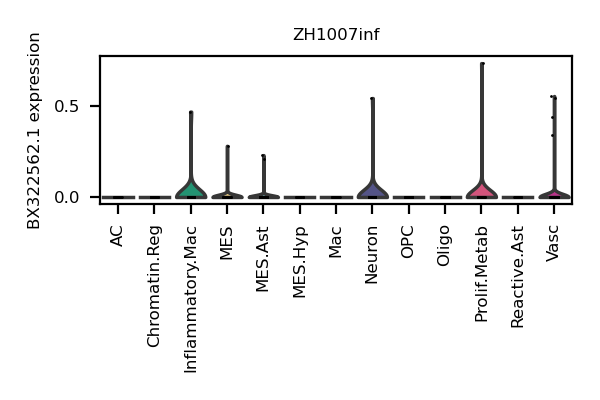 ZH1007inf
BX322562.1 expression
0.5
0.0
AC
Chromatin.Reg
Inflammatory.Mac
MES
MES.Ast
MES.Hyp
Mac
Neuron
OPC
Oligo
Prolif.Metab
Reactive.Ast
Vasc